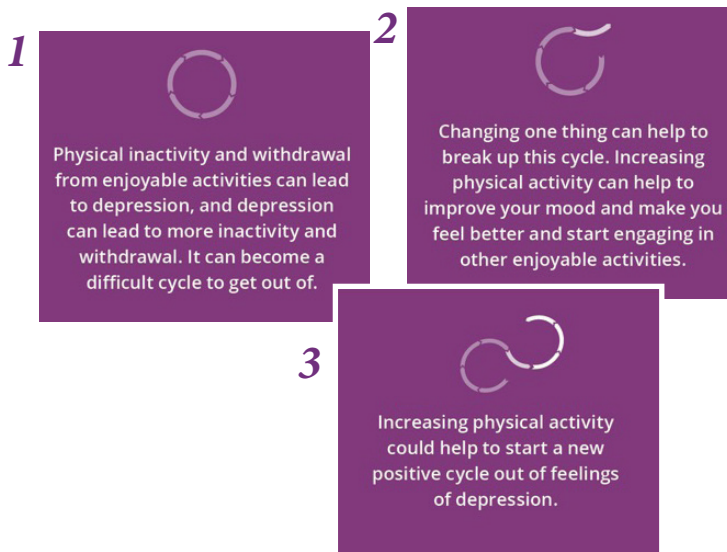 1
Physical inactivity and withdrawal
from enjoyable activities can lead
to depression, and depression
can lead to more inactivity and
withdrawal. It can become a
difficult cycle to get out of.
2
Changing one thing can help to
break up this cycle. Increasing
physical activity can help to
improve your mood and make you
feel better and start engaging in
other enjoyable activities.
3
Increasing physical activity
could help to start a new
positive cycle out of feelings
of depression.